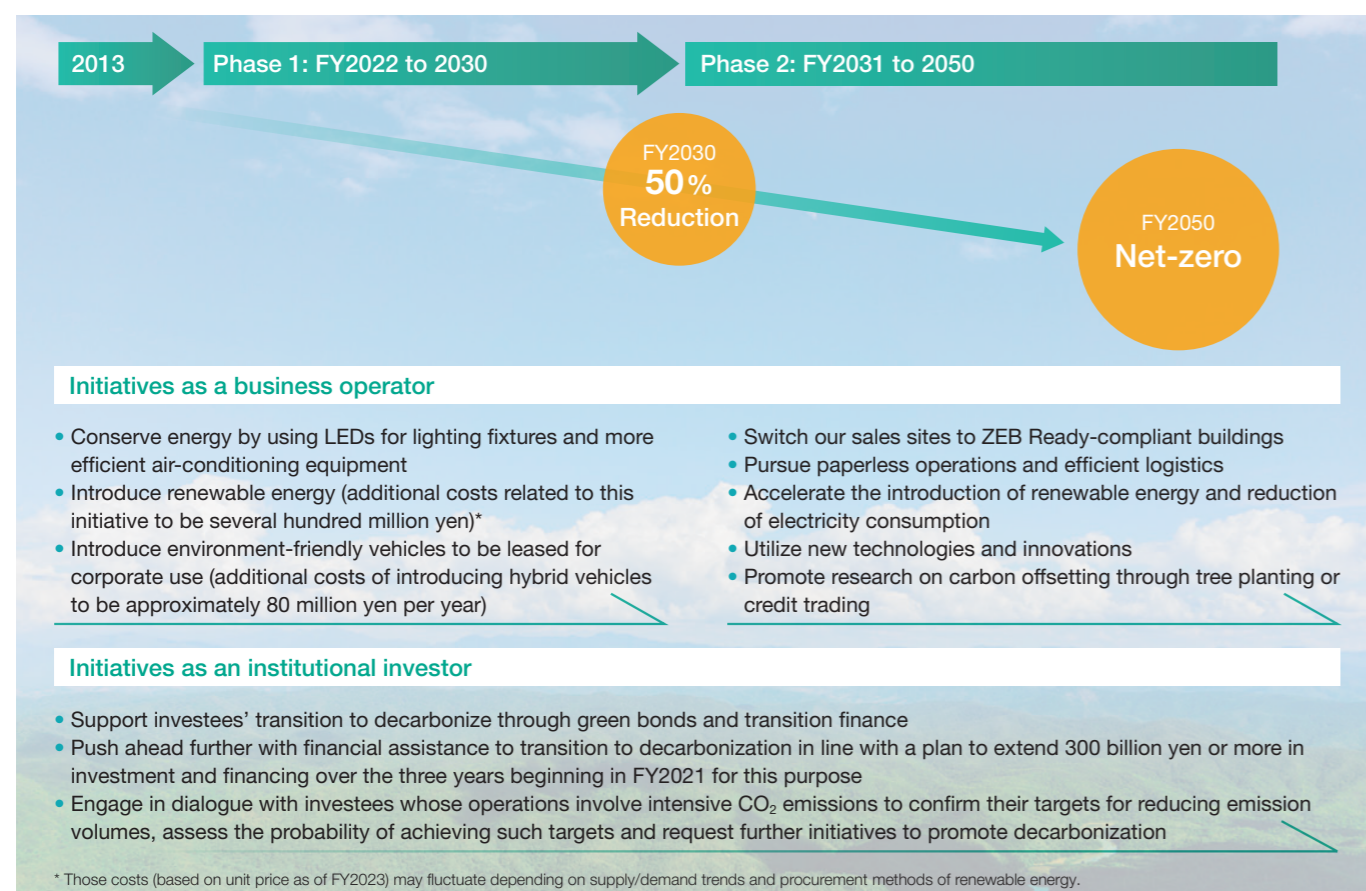 2013
Phase 1: FY2022 to 2030
Phase 2: FY2031 to 2050
FY2030
50%
Reduction
FY2050
Net-zero
Initiatives as a business operator
• Conserve energy by using LEDs for lighting fixtures and more
efficient air-conditioning equipment
• Introduce renewable energy (additional costs related to this
initiative to be several hundred million yen)*
• Introduce environment-friendly vehicles to be leased for
corporate use (additional costs of introducing hybrid vehicles
to be approximately 80 million yen per year)
• Switch our sales sites to ZEB Ready-compliant buildings
• Pursue paperless operations and efficient logistics
• Accelerate the introduction of renewable energy and reduction
of electricity consumption
• Utilize new technologies and innovations
• Promote research on carbon offsetting through tree planting or
credit trading
Initiatives as an institutional investor
• Support investees’ transition to decarbonize through green bonds and transition finance
• Push ahead further with financial assistance to transition to decarbonization in line with a plan to extend 300 billion yen or more in
investment and financing over the three years beginning in FY2021 for this purpose
• Engage in dialogue with investees whose operations involve intensive CO₂ emissions to confirm their targets for reducing emission
volumes, assess the probability of achieving such targets and request further initiatives to promote decarbonization
* Those costs (based on unit price as of FY2023) may fluctuate depending on supply/demand trends and procurement methods of renewable energy.